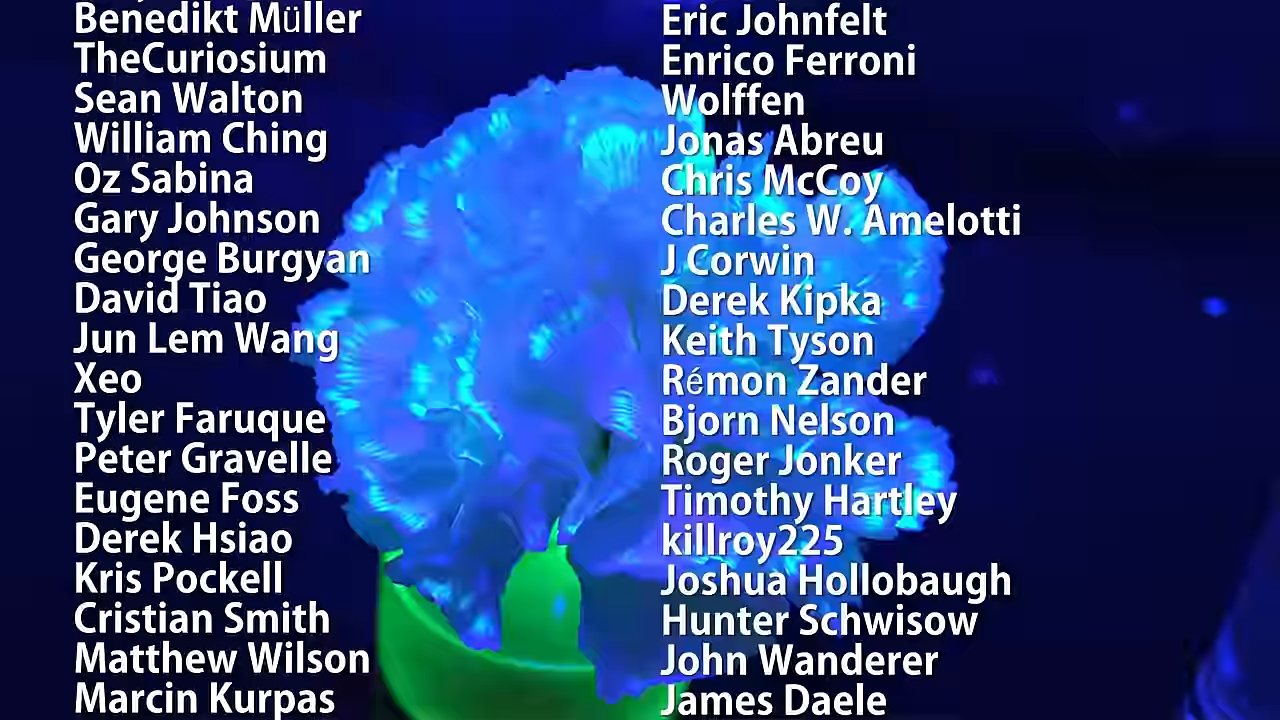 Benedikt Müller
TheCuriosium
Sean Walton
William Ching
Oz Sabina
Gary Johnson
George Burgyan
David Tiao
Jun Lem Wang
Xeo
Tyler Faruque
Peter Gravelle
Eugene Foss
Derek Hsiao
Kris Pockell
Cristian Smith
Matthew Wilson
Marcin Kurpas
Eric Johnfelt
Enrico Ferroni
Wolffen
Jonas Abreu
Chris McCoy
Charles W. Amelotti
J Corwin
Derek Kipka
Keith Tyson
Rémon Zander
Bjorn Nelson
Roger Jonker
Timothy Hartley
killroy225
Joshua Hollobaugh
Hunter Schwisow
John Wanderer
James Daele